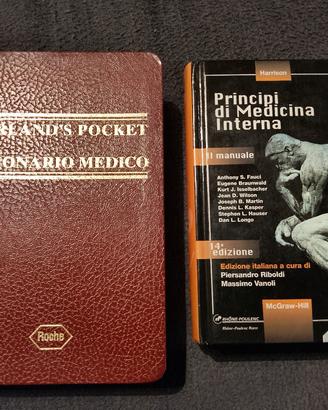 LAND'S POCKET
ONARIO MEDICO
Roche
Harrison
Principi
di Medicina
Interna
Il manuale
Anthony S. Fauci
Eugene Braunwald
Kurt J. Isselbacher
Jean D. Wilson
Joseph B. Martin
Dennis L. Kasper
Stephen L. Hauser
Dan L. Longo
14ª
edizione
Edizione italiana a cura di
Piersandro Riboldi
Massimo Vanoli
McGraw-Hill
RHÔNE-POULENC
Rhône-Poulenc Rorer